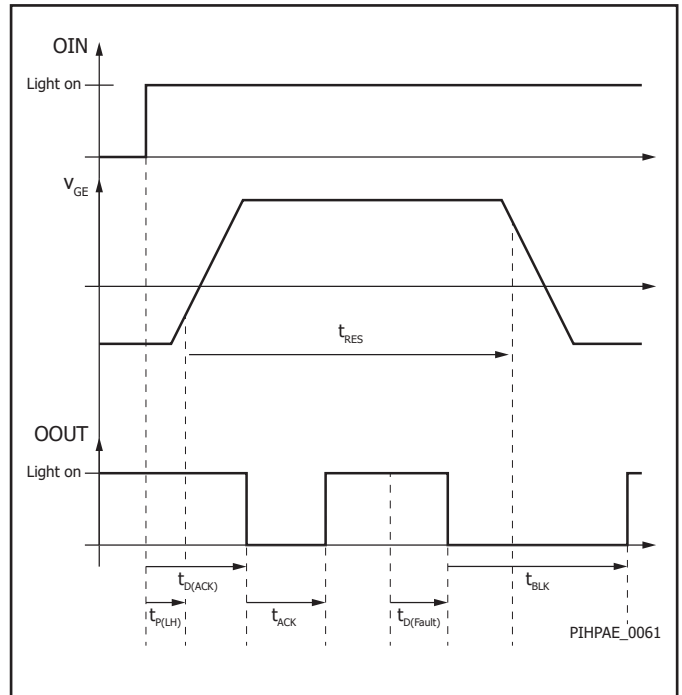 OIN
Light on
VGE
tRES
OOUT
Light on
tD(ACK)
tP(LH)
tACK
tD(Fault)
tBLK
PIHPAE_0061